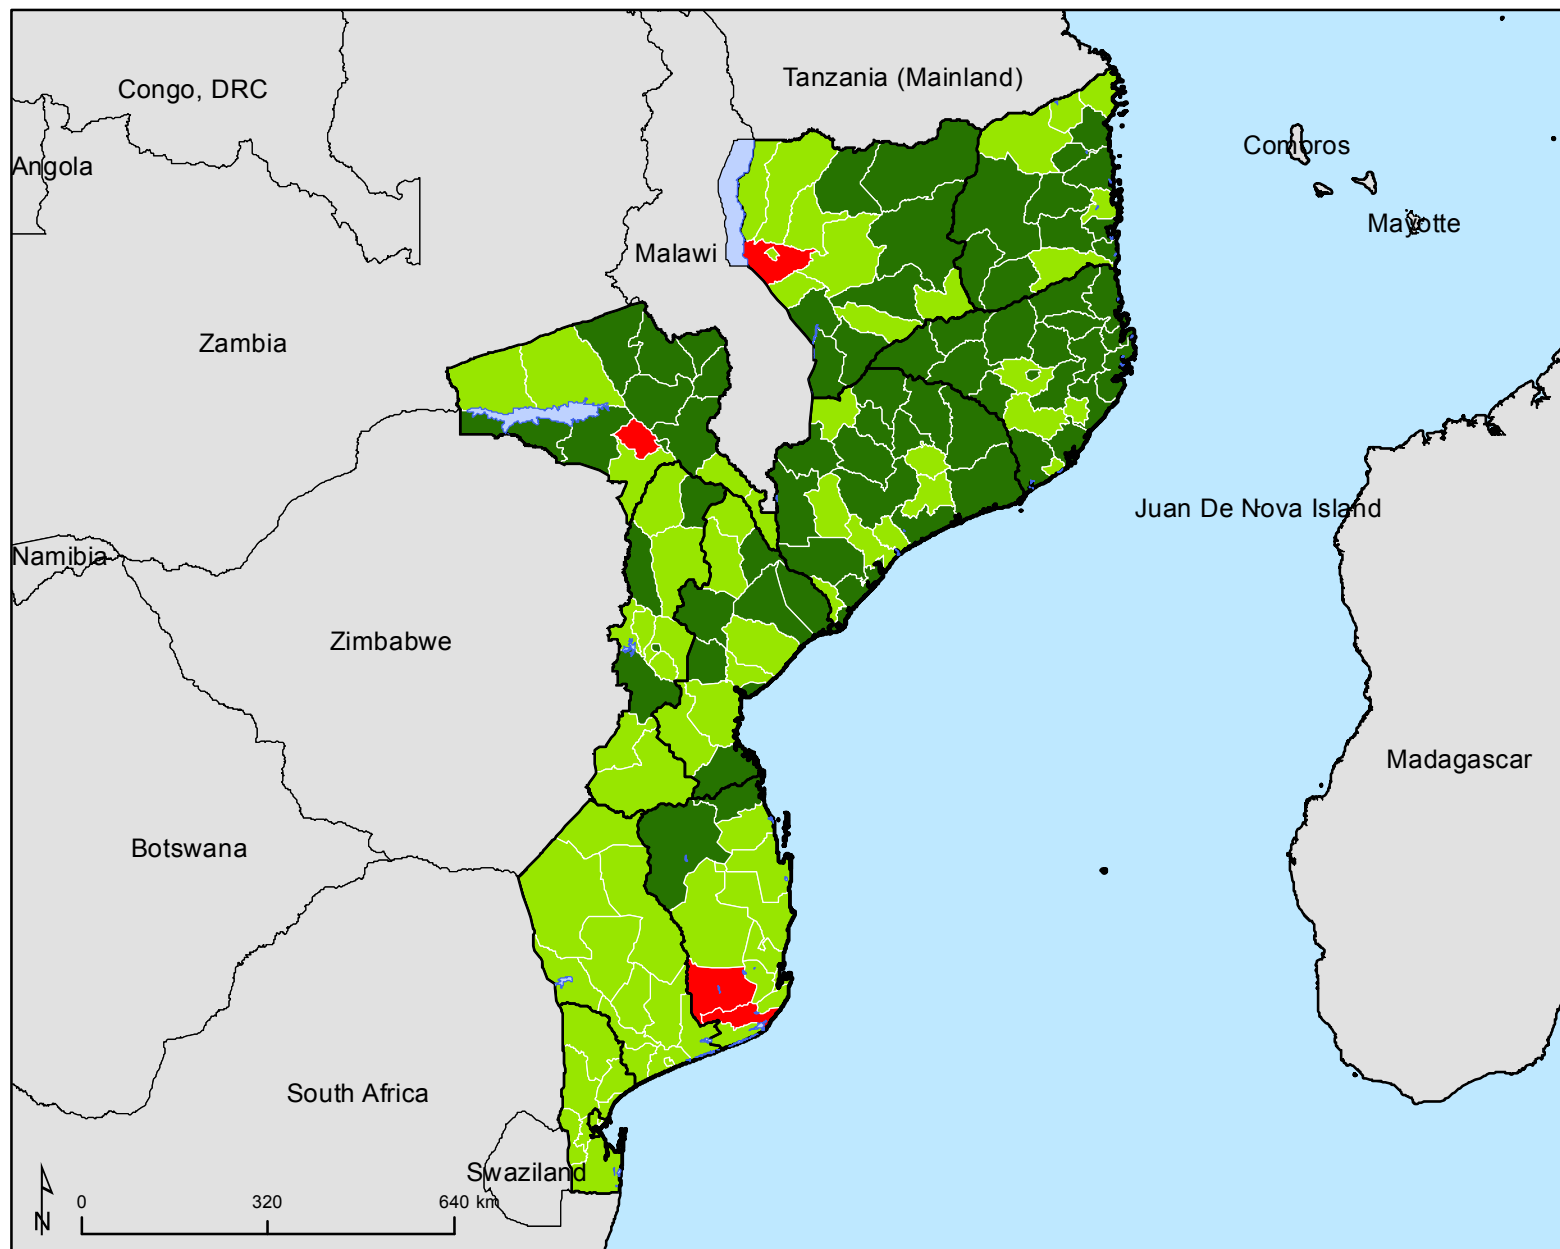 Tanzania (Mainland)
Congo, DRC
Comoros
Angola
Mayotte
Malawi
Zambia
Juan De Nova Island
Namibia
Zimbabwe
Madagascar
Botswana
South Africa
Swaziland
0 320 640 km
N